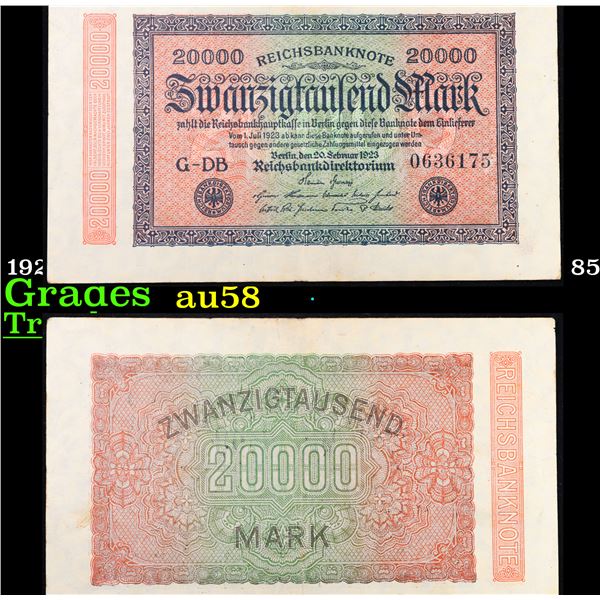 20000 REICHSBANKNOTE 20000
Zwanzigtausend Mark
zahlt die Reichsbankhauptkasse in Berlin gegen diese Banknote dem Einlieferer
Vom 1. Juli 1923 ab kann diese Banknote aufgerufen und unter Um-
tausch gegen andere gesetzliche Zahlungsmittel eingezogen werden
Berlin, den 20. Februar 1923
G-DB Reichsbankdirektorium 0636175
20000
20000
192
85
Grades au58
Tr
ZWANZIGTAUSEND
20000
MARK
REICHSBANKNOTE